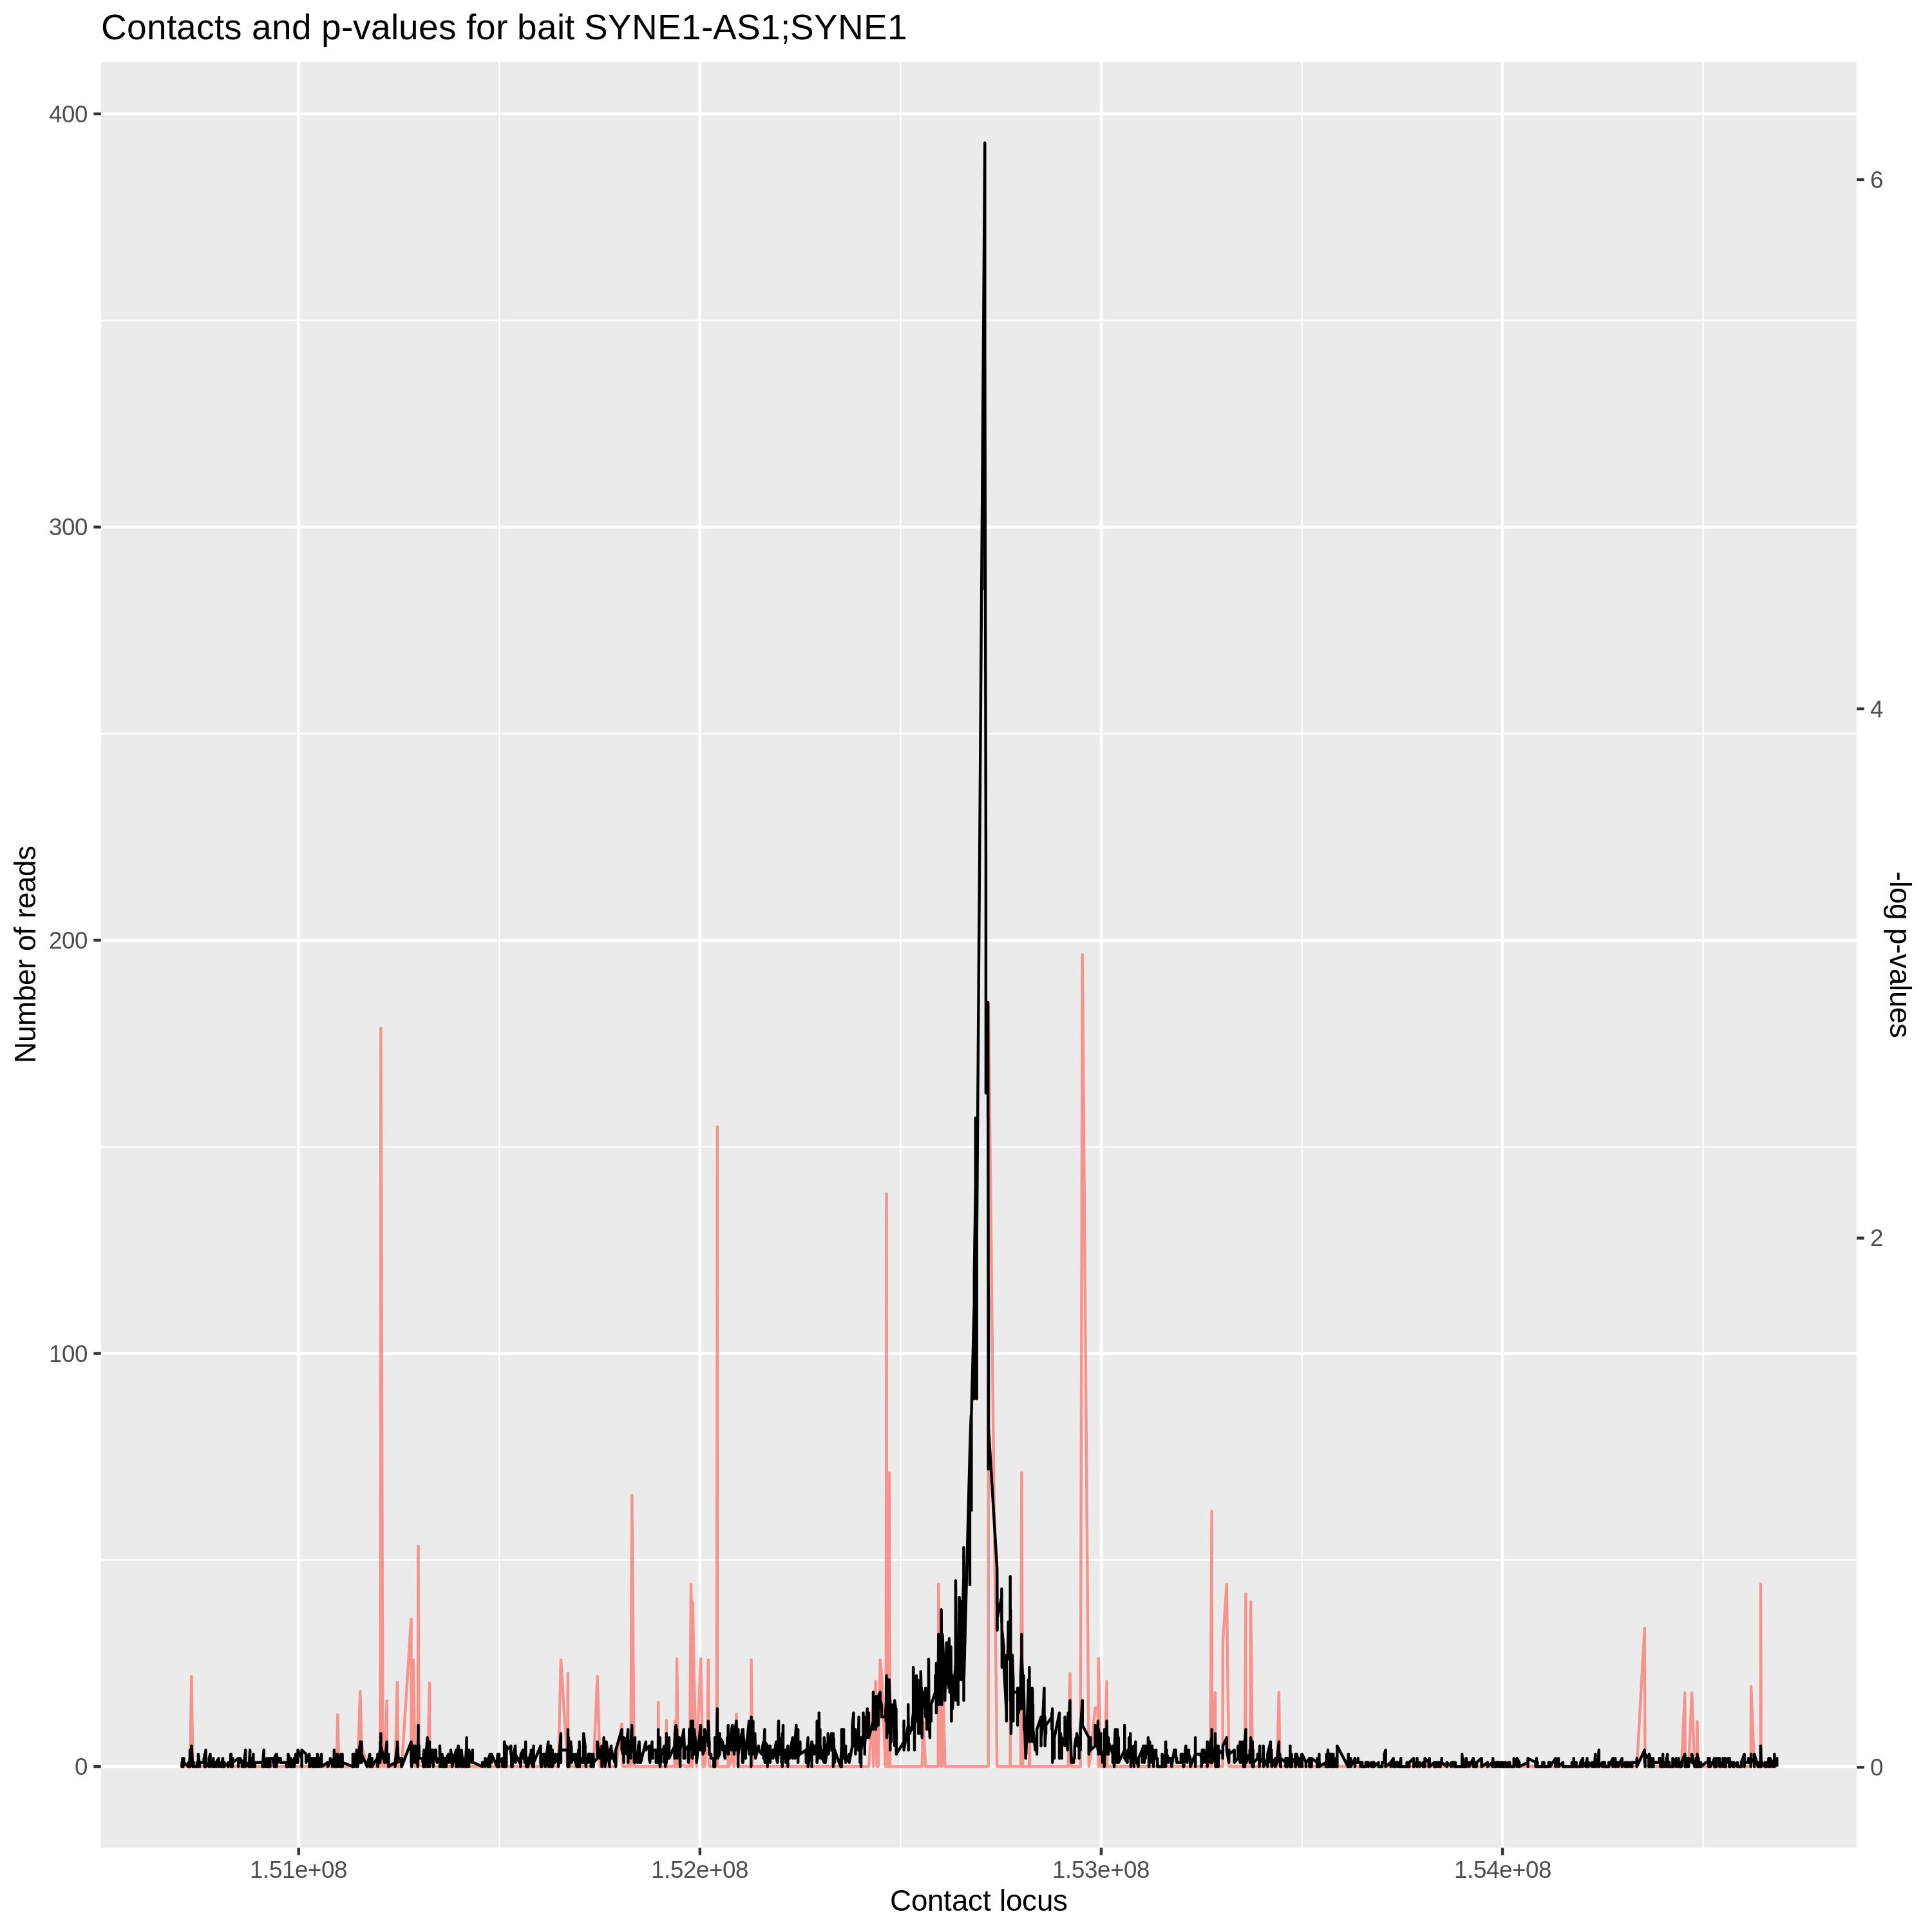 Contacts and p-values for bait SYNE1-AS1;SYNE1
400
300
200
100
0
Number of reads
6
4
2
0
-log p-values
1.51e+08
1.52e+08
1.53e+08
1.54e+08
Contact locus